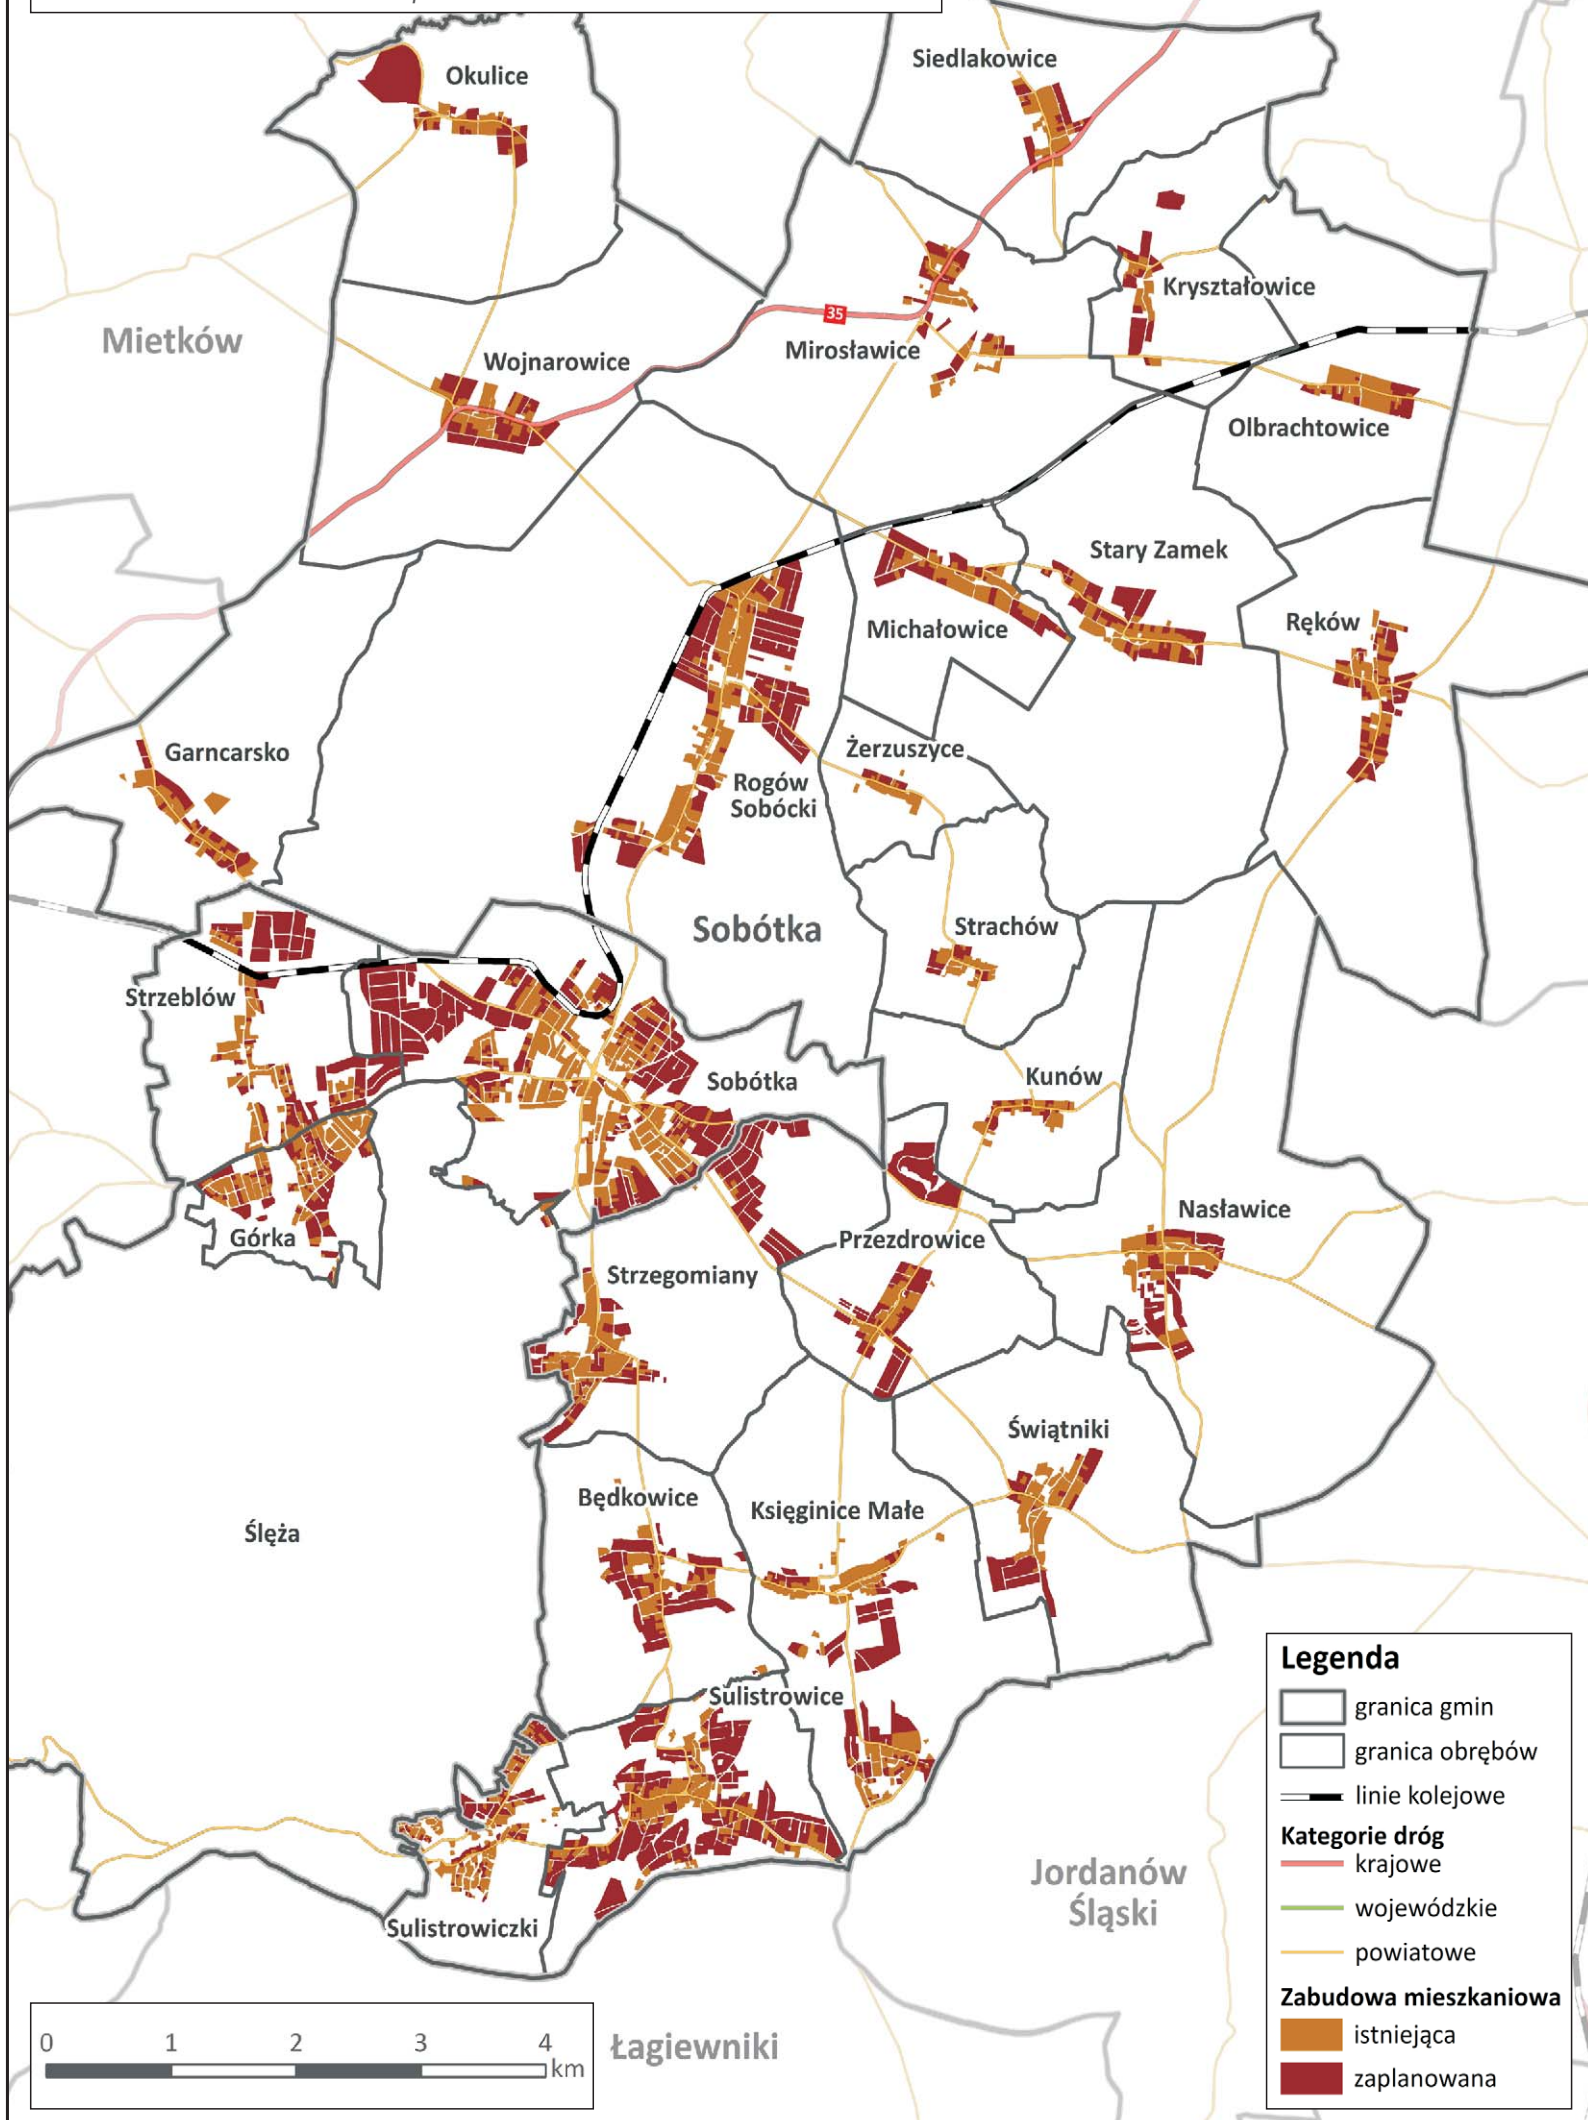 Okulice
Siedlakowice
Kryształowice
Mietków
35
Wojnarowice
Mirosławice
Olbrachtowice
Stary Zamek
Michałowice
Ręków
Garncarsko
Żerzuszyce
Rogów
Sobócki
Sobótka
Strachów
Strzeblów
Sobótka
Kunów
Górka
Nasławice
Przezdrowice
Strzegomiany
Świątniki
Będkowice
Księginice Małe
Ślęża
Sulistrowice
Sulistrowiczki
Jordanów
Śląski
Łagiewniki
0 1 2 3 4
km
Legenda
granica gmin
granica obrębów
linie kolejowe
Kategorie dróg
krajowe
wojewódzkie
powiatowe
Zabudowa mieszkaniowa
istniejąca
zaplanowana